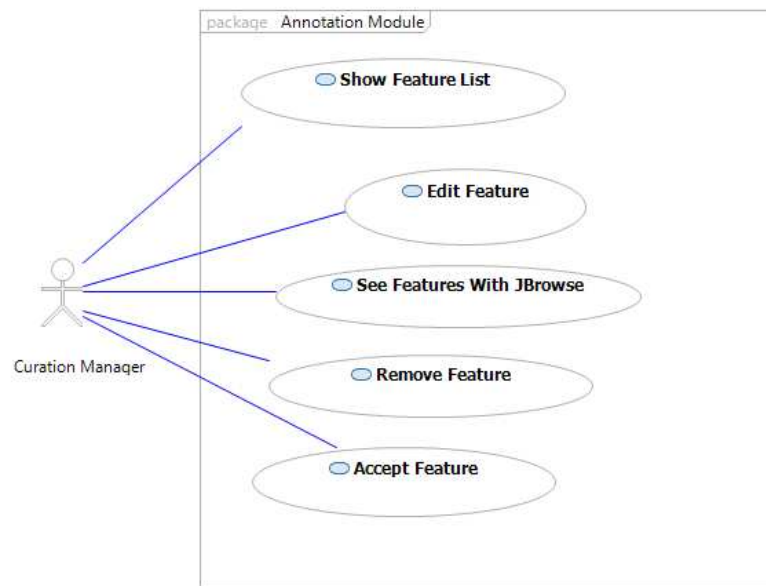 package Annotation Module
Show Feature List
Edit Feature
See Features With JBrowse
Curation Manager
Remove Feature
Accept Feature